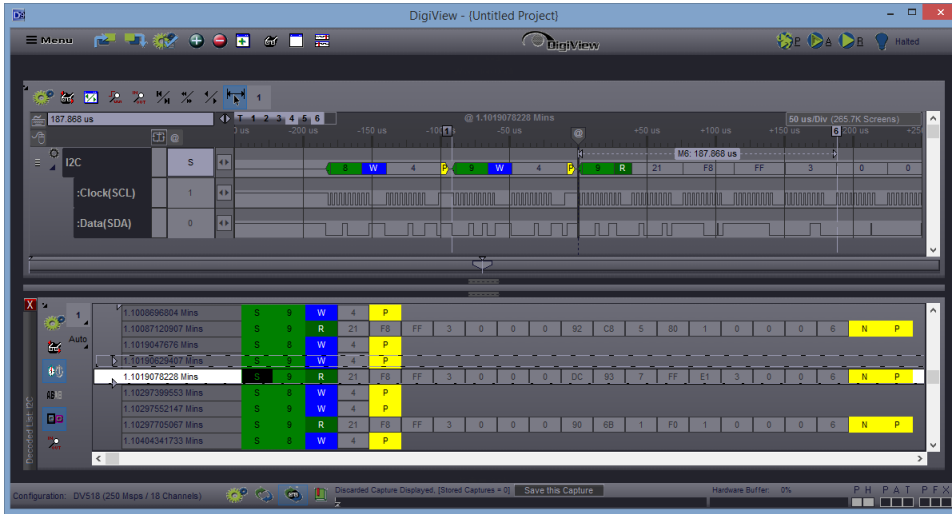 DigiView - {Untitled Project}
Menu
DigiView
P A R Halted
1
187.868 us
T 1 2 3 4 5 6
@ 1.1019078228 Mins
50 us/Div (265.7K Screens)
@
0 us -200 us -150 us -100 1 -50 us @ +50 us +100 us +150 us 6 200 us +25
M6: 187.868 us
I2C S 8 W 4 P 9 W 4 P 9 R 21 F8 FF 3 0 0
:Clock(SCL) 1
:Data(SDA) 0
X
1
Auto
Decoded List: I2C
1.1008696804 Mins S 9 W 4 P
1.10087120907 Mins S 9 R 21 F8 FF 3 0 0 0 92 C8 5 80 1 0 0 0 6 N P
1.1019047676 Mins S 8 W 4 P
1.10190629407 Mins S 9 W 4 P
1.1019078228 Mins S 9 R 21 F8 FF 3 0 0 0 DC 93 7 FF E1 3 0 0 6 N P
1.10297399553 Mins S 8 W 4 P
1.10297552147 Mins S 9 W 4 P
1.10297705067 Mins S 9 R 21 F8 FF 3 0 0 0 90 6B 1 F0 1 0 0 0 6 N P
1.10404341733 Mins S 8 W 4 P
Configuration: DV518 (250 Msps / 18 Channels)
Discarded Capture Displayed, [Stored Captures = 0] Save this Capture
Hardware Buffer: 0%
P H P A T P F X